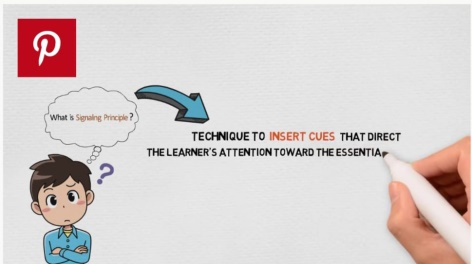 What is Signaling Principle?
TECHNIQUE TO INSERT CUES THAT DIRECT
THE LEARNER'S ATTENTION TOWARD THE ESSENTIA
?